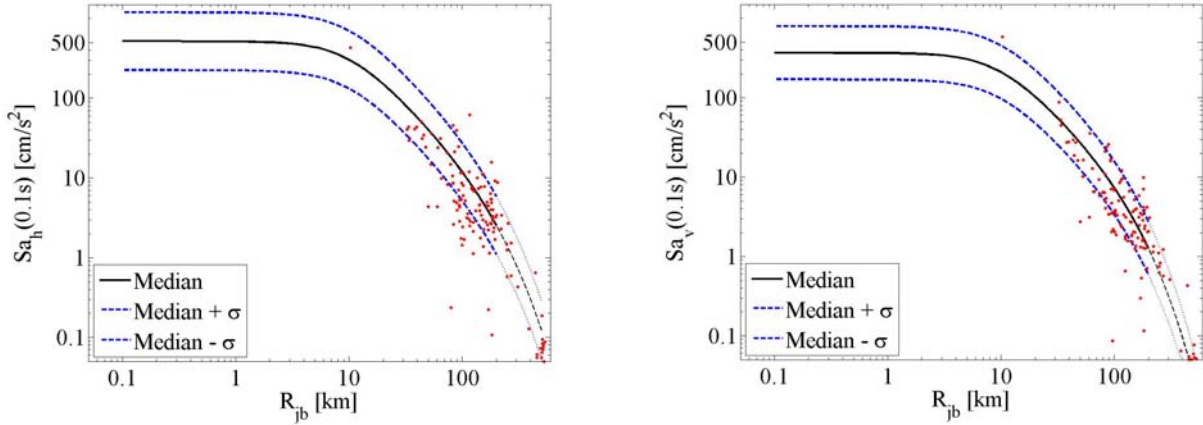 500
100
10
1
0.1
Sa_h(0.1s) [cm/s²]
Median
Median + σ
Median - σ
0.1 1 10 100
R_jb [km]
500
100
10
1
0.1
Sa_v(0.1s) [cm/s²]
Median
Median + σ
Median - σ
0.1 1 10 100
R_jb [km]